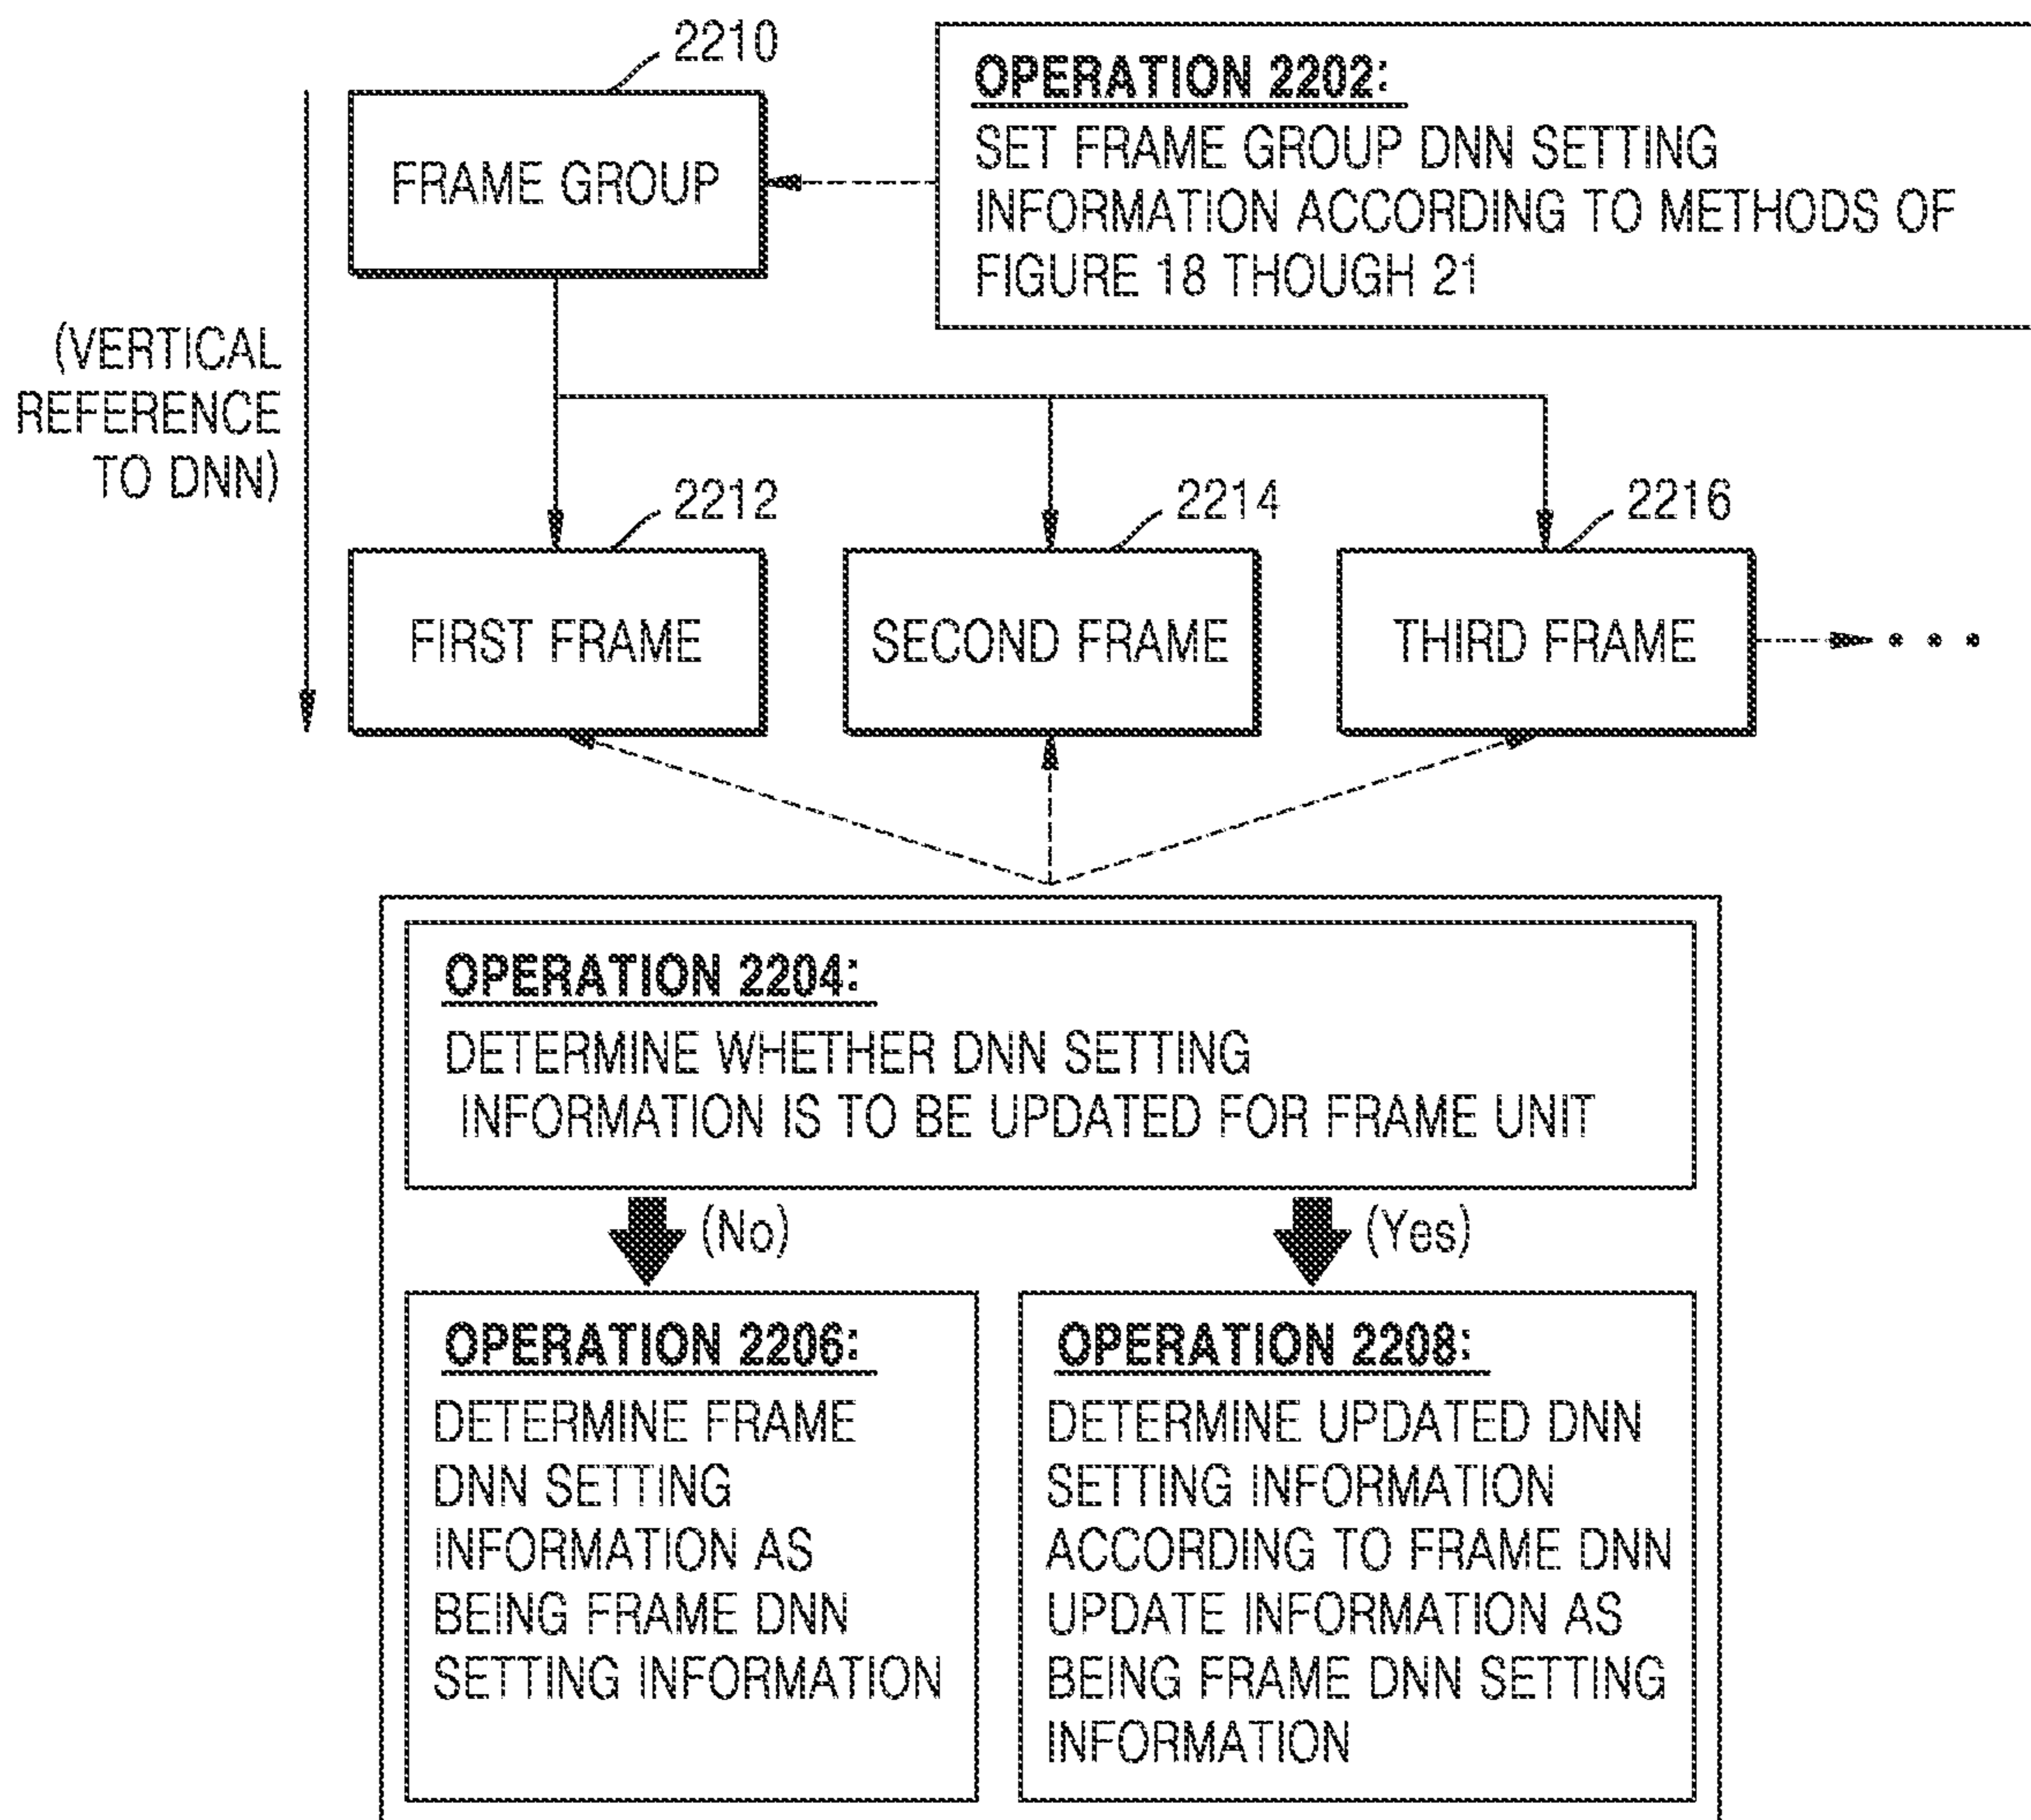 2210
OPERATION 2202:
SET FRAME GROUP DNN SETTING
INFORMATION ACCORDING TO METHODS OF
FIGURE 18 THOUGH 21
FRAME GROUP
(VERTICAL
REFERENCE
TO DNN)
2212
2214
2216
FIRST FRAME
SECOND FRAME
THIRD FRAME
OPERATION 2204:
DETERMINE WHETHER DNN SETTING
INFORMATION IS TO BE UPDATED FOR FRAME UNIT
(No)
(Yes)
OPERATION 2206:
DETERMINE FRAME
DNN SETTING
INFORMATION AS
BEING FRAME DNN
SETTING INFORMATION
OPERATION 2208:
DETERMINE UPDATED DNN
SETTING INFORMATION
ACCORDING TO FRAME DNN
UPDATE INFORMATION AS
BEING FRAME DNN SETTING
INFORMATION